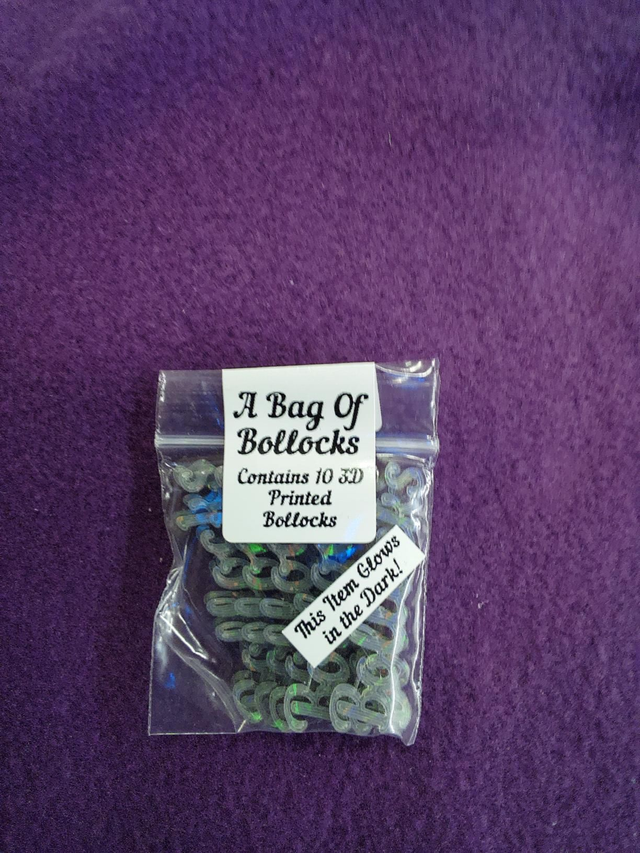 A Bag Of
Bollocks
Contains 10 3D
Printed
Bollocks
This Item Glows
in the Dark!